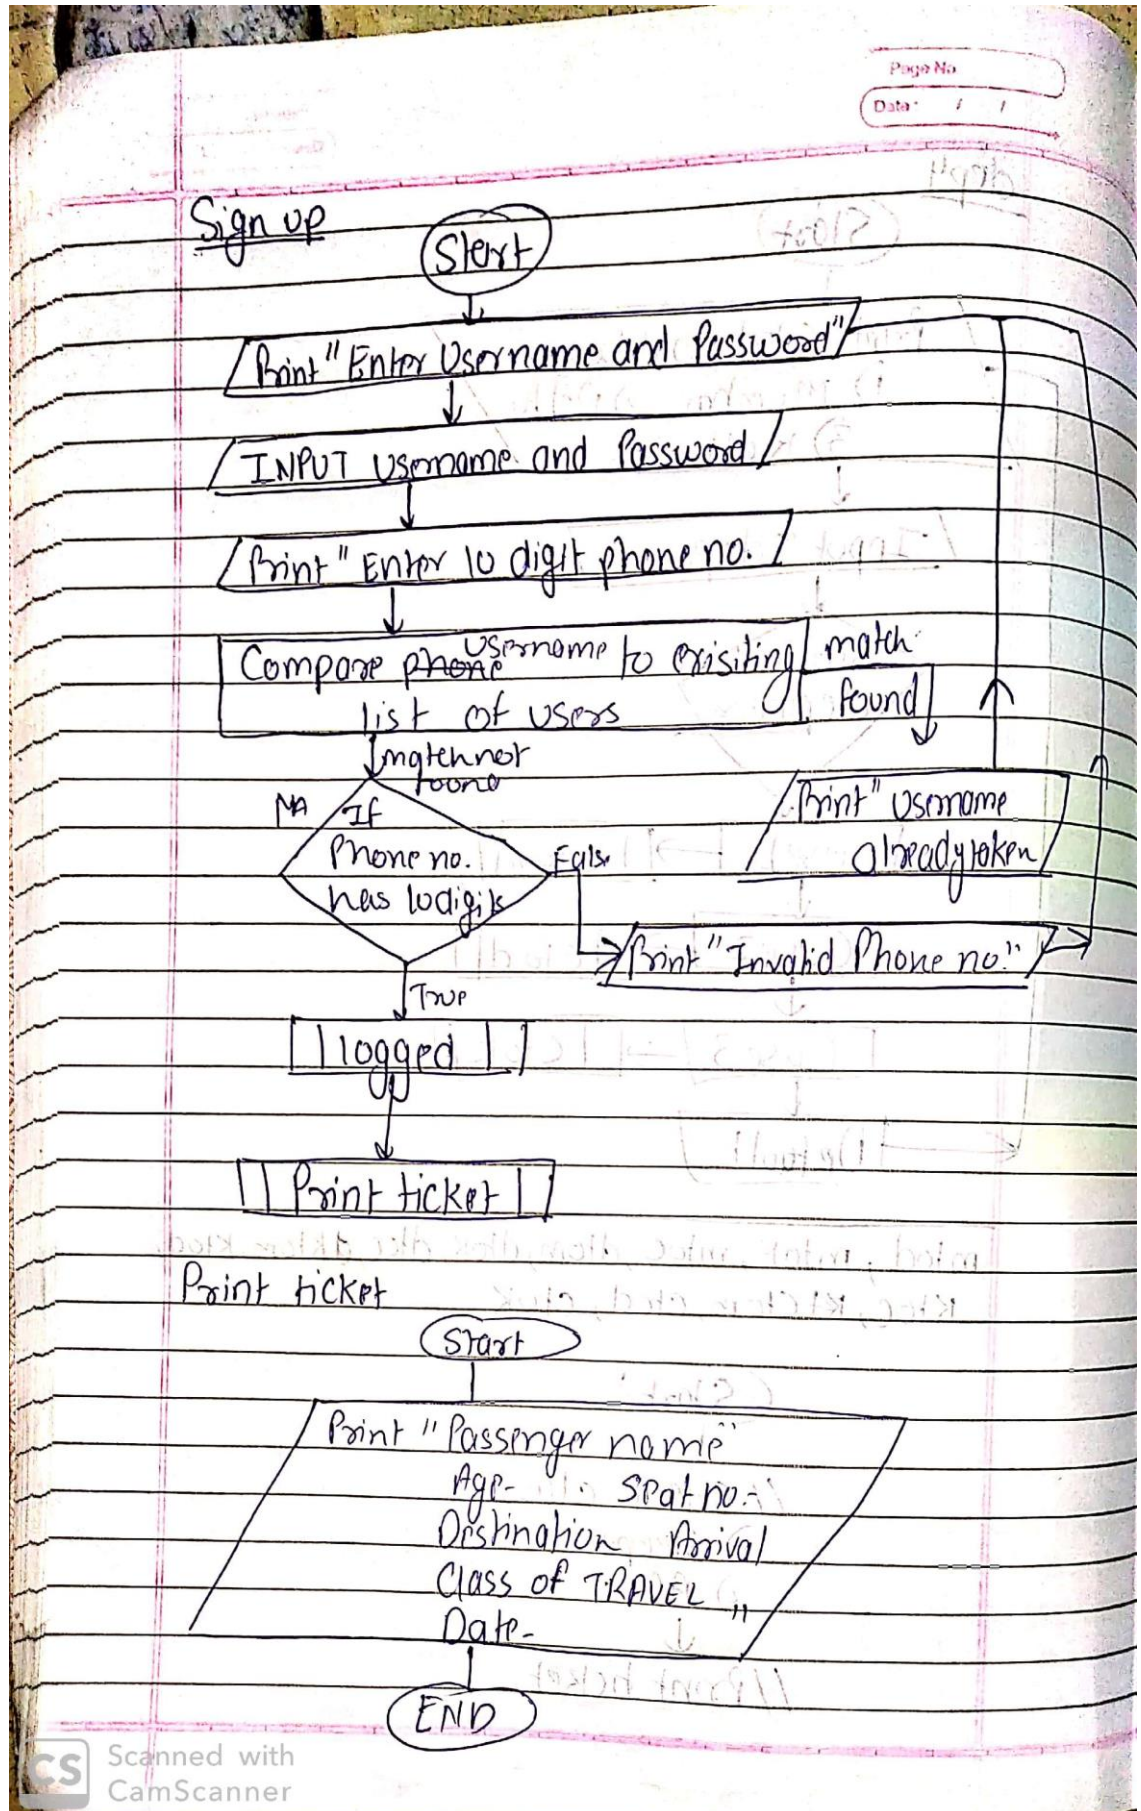 Page No
Date: / /
Sign up
Start
Print "Enter Username and Password"
INPUT username and Password
Print "Enter 10 digit phone no.
Compare phone username to exisiting
list of users
match
found
match not
found
If
Phone no.
has 10 digits
False
True
Print "Username
already taken
Print "Invalid Phone no."
logged
Print ticket
Print ticket
Start
Print "Passenger name"
Age- Seat no.-
Destination Arrival
Class of TRAVEL "
Date-
END
CS Scanned with
CamScanner